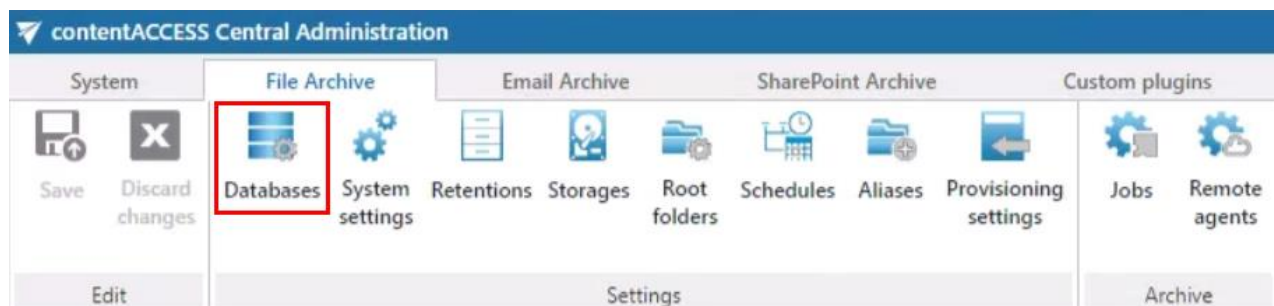 contentACCESS Central Administration
System File Archive Email Archive SharePoint Archive Custom plugins
Save Discard changes Databases System settings Retentions Storages Root folders Schedules Aliases Provisioning settings Jobs Remote agents
Edit Settings Archive